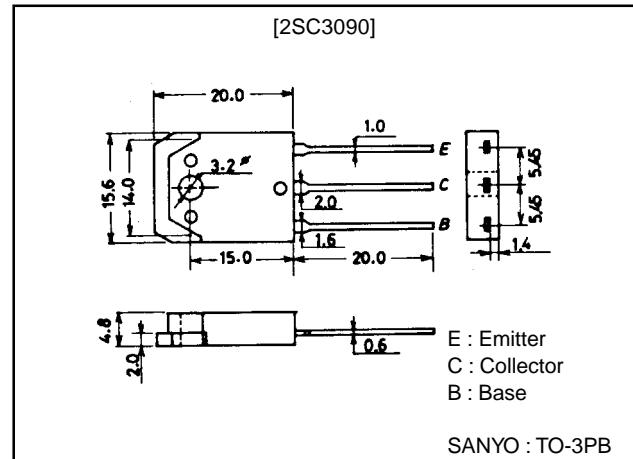 [2SC3090]
20.0
1.0
E
15.6
14.0
3.2ø
C
2.0
5.45
5.45
B
1.6
15.0
20.0
1.4
4.8
2.0
0.6
E : Emitter
C : Collector
B : Base
SANYO : TO-3PB